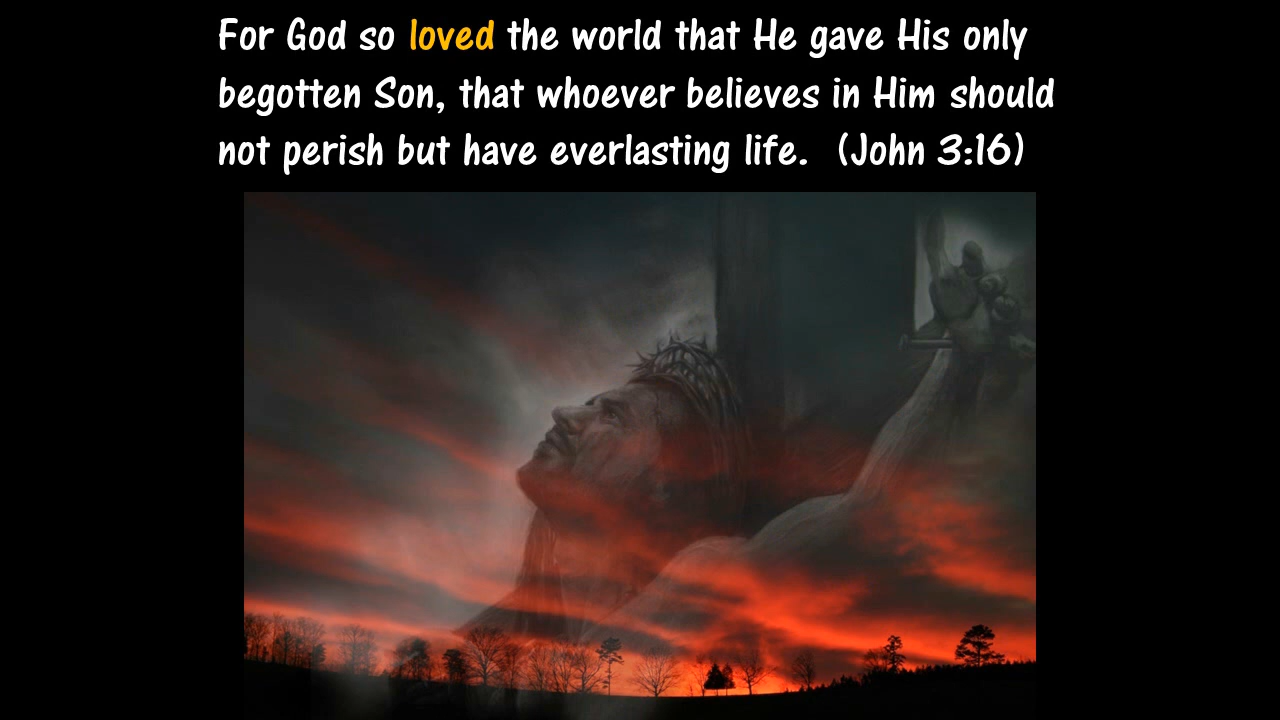 For God so loved the world that He gave His only
begotten Son, that whoever believes in Him should
not perish but have everlasting life. (John 3:16)